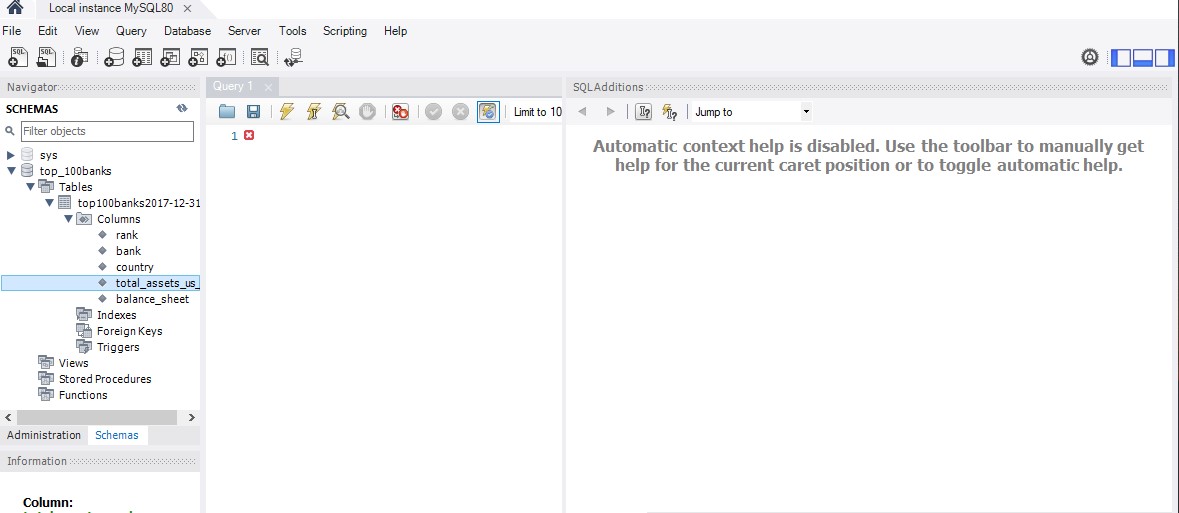 Local instance MySQL80
File Edit View Query Database Server Tools Scripting Help
Navigator
SCHEMAS
Filter objects
sys
top_100banks
Tables
top100banks2017-12-31
Columns
rank
bank
country
total_assets_us_
balance_sheet
Indexes
Foreign Keys
Triggers
Views
Stored Procedures
Functions
Administration Schemas
Information
Column:
Query 1
Limit to 10
1
SQLAdditions
Jump to
Automatic context help is disabled. Use the toolbar to manually get
help for the current caret position or to toggle automatic help.